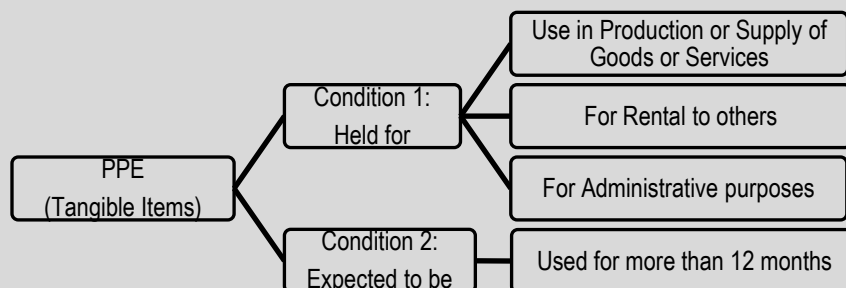 Use in Production or Supply of
Goods or Services
Condition 1:
Held for
For Rental to others
PPE
(Tangible Items)
For Administrative purposes
Condition 2:
Expected to be
Used for more than 12 months